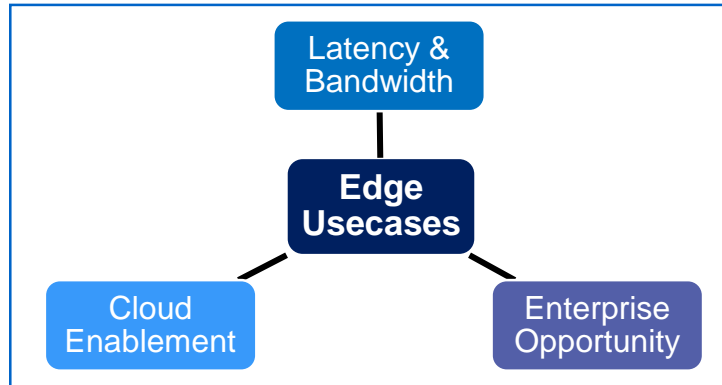 Latency &
Bandwidth
Edge
Usecases
Cloud
Enablement
Enterprise
Opportunity